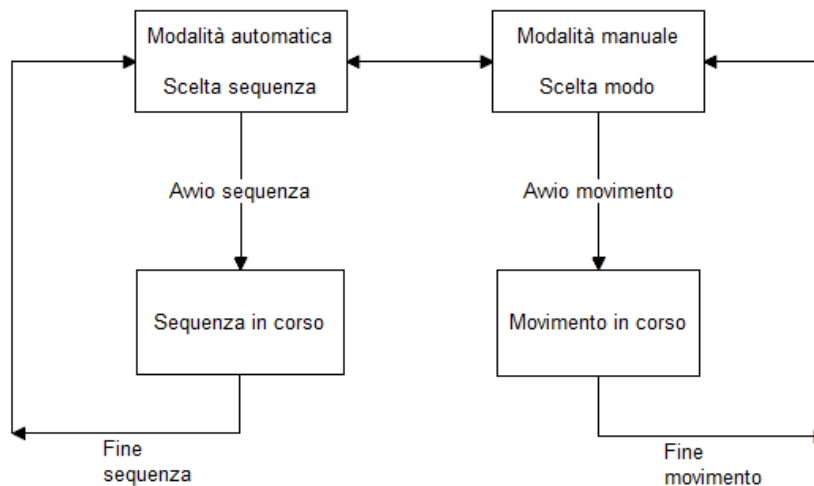 Modalità automatica
Scelta sequenza
Modalità manuale
Scelta modo
Avvio sequenza
Avvio movimento
Sequenza in corso
Movimento in corso
Fine
sequenza
Fine
movimento